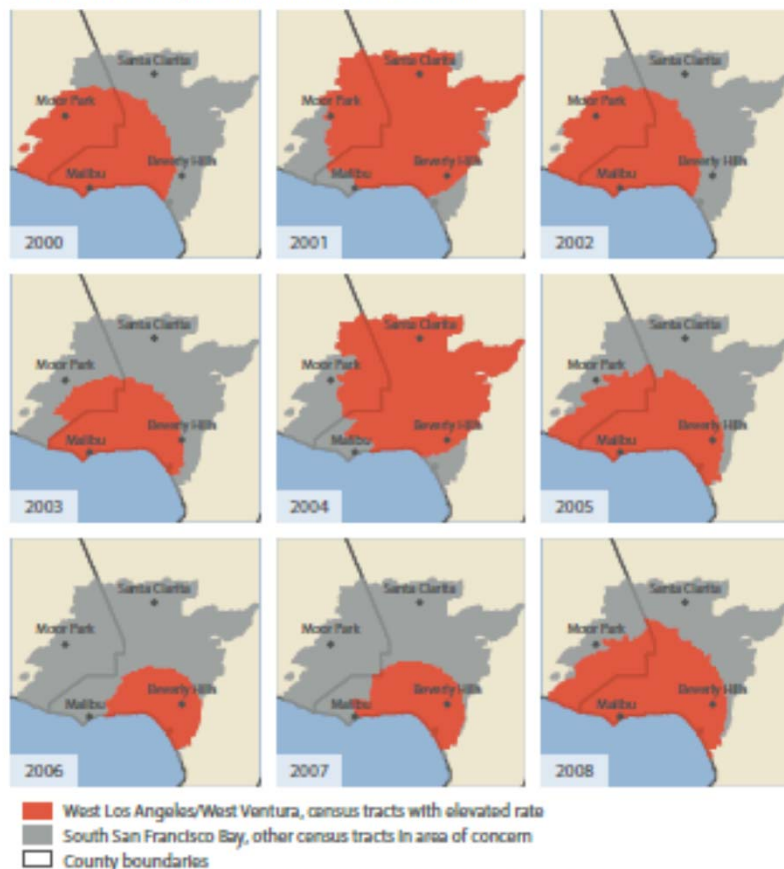 Santa Clarita
Moor Park
Beverly Hills
Malibu
2000
Santa Clarita
Moor Park
Beverly Hills
Malibu
2001
Santa Clarita
Moor Park
Beverly Hills
Malibu
2002
Santa Clarita
Moor Park
Beverly Hills
Malibu
2003
Santa Clarita
Moor Park
Beverly Hills
Malibu
2004
Santa Clarita
Moor Park
Beverly Hills
Malibu
2005
Santa Clarita
Moor Park
Beverly Hills
Malibu
2006
Santa Clarita
Moor Park
Beverly Hills
Malibu
2007
Santa Clarita
Moor Park
Beverly Hills
Malibu
2008
West Los Angeles/West Ventura, census tracts with elevated rate
South San Francisco Bay, other census tracts in area of concern
County boundaries